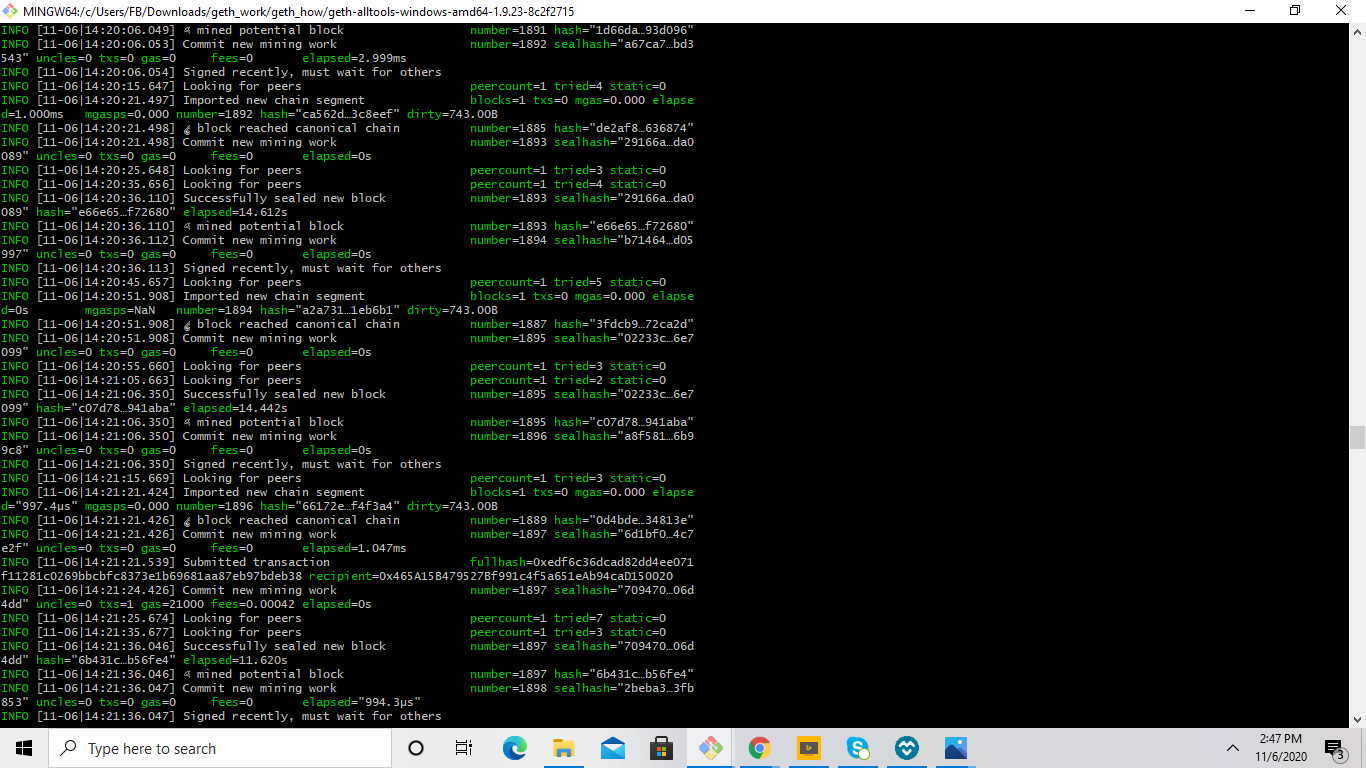 MINGW64:/c/Users/FB/Downloads/geth_work/geth_how/geth-alltools-windows-amd64-1.9.23-8c2f2715
INFO [11-06|14:20:06.049] mined potential block number=1891 hash="1d66da…93d096"
INFO [11-06|14:20:06.053] Commit new mining work number=1892 sealhash="a67ca7…bd3
543" uncles=0 txs=0 gas=0 fees=0 elapsed=2.999ms
INFO [11-06|14:20:06.054] Signed recently, must wait for others
INFO [11-06|14:20:15.647] Looking for peers peercount=1 tried=4 static=0
INFO [11-06|14:20:21.497] Imported new chain segment blocks=1 txs=0 mgas=0.000 elapse
d=1.000ms mgasps=0.000 number=1892 hash="ca562d…3c8eef" dirty=743.00B
INFO [11-06|14:20:21.498] block reached canonical chain number=1885 hash="de2af8…636874"
INFO [11-06|14:20:21.498] Commit new mining work number=1893 sealhash="29166a…da0
089" uncles=0 txs=0 gas=0 fees=0 elapsed=0s
INFO [11-06|14:20:25.648] Looking for peers peercount=1 tried=3 static=0
INFO [11-06|14:20:35.656] Looking for peers peercount=1 tried=4 static=0
INFO [11-06|14:20:36.110] Successfully sealed new block number=1893 sealhash="29166a…da0
089" hash="e66e65…f72680" elapsed=14.612s
INFO [11-06|14:20:36.110] mined potential block number=1893 hash="e66e65…f72680"
INFO [11-06|14:20:36.112] Commit new mining work number=1894 sealhash="b71464…d05
997" uncles=0 txs=0 gas=0 fees=0 elapsed=0s
INFO [11-06|14:20:36.113] Signed recently, must wait for others
INFO [11-06|14:20:45.657] Looking for peers peercount=1 tried=5 static=0
INFO [11-06|14:20:51.908] Imported new chain segment blocks=1 txs=0 mgas=0.000 elapse
d=0s mgasps=NaN number=1894 hash="a2a731…1eb6b1" dirty=743.00B
INFO [11-06|14:20:51.908] block reached canonical chain number=1887 hash="3fdcb9…72ca2d"
INFO [11-06|14:20:51.908] Commit new mining work number=1895 sealhash="02233c…6e7
099" uncles=0 txs=0 gas=0 fees=0 elapsed=0s
INFO [11-06|14:20:55.660] Looking for peers peercount=1 tried=3 static=0
INFO [11-06|14:21:05.663] Looking for peers peercount=1 tried=2 static=0
INFO [11-06|14:21:06.350] Successfully sealed new block number=1895 sealhash="02233c…6e7
099" hash="c07d78…941aba" elapsed=14.442s
INFO [11-06|14:21:06.350] mined potential block number=1895 hash="c07d78…941aba"
INFO [11-06|14:21:06.350] Commit new mining work number=1896 sealhash="a8f581…6b9
9c8" uncles=0 txs=0 gas=0 fees=0 elapsed=0s
INFO [11-06|14:21:06.350] Signed recently, must wait for others
INFO [11-06|14:21:15.669] Looking for peers peercount=1 tried=3 static=0
INFO [11-06|14:21:21.424] Imported new chain segment blocks=1 txs=0 mgas=0.000 elapse
d="997.4µs" mgasps=0.000 number=1896 hash="66172e…f4f3a4" dirty=743.00B
INFO [11-06|14:21:21.426] block reached canonical chain number=1889 hash="0d4bde…34813e"
INFO [11-06|14:21:21.426] Commit new mining work number=1897 sealhash="6d1bf0…4c7
e2f" uncles=0 txs=0 gas=0 fees=0 elapsed=1.047ms
INFO [11-06|14:21:21.539] Submitted transaction fullhash=0xedf6c36dcad82dd4ee071
f11281c0269bbcbfc8373e1b69681aa87eb97bdeb38 recipient=0x465A15B479527Bf991c4f5a651eAb94caD150020
INFO [11-06|14:21:24.426] Commit new mining work number=1897 sealhash="709470…06d
4dd" uncles=0 txs=1 gas=21000 fees=0.00042 elapsed=0s
INFO [11-06|14:21:25.674] Looking for peers peercount=1 tried=7 static=0
INFO [11-06|14:21:35.677] Looking for peers peercount=1 tried=3 static=0
INFO [11-06|14:21:36.046] Successfully sealed new block number=1897 sealhash="709470…06d
4dd" hash="6b431c…b56fe4" elapsed=11.620s
INFO [11-06|14:21:36.046] mined potential block number=1897 hash="6b431c…b56fe4"
INFO [11-06|14:21:36.047] Commit new mining work number=1898 sealhash="2beba3…3fb
853" uncles=0 txs=0 gas=0 fees=0 elapsed="994.3µs"
INFO [11-06|14:21:36.047] Signed recently, must wait for others
Type here to search
2:47 PM
11/6/2020
3